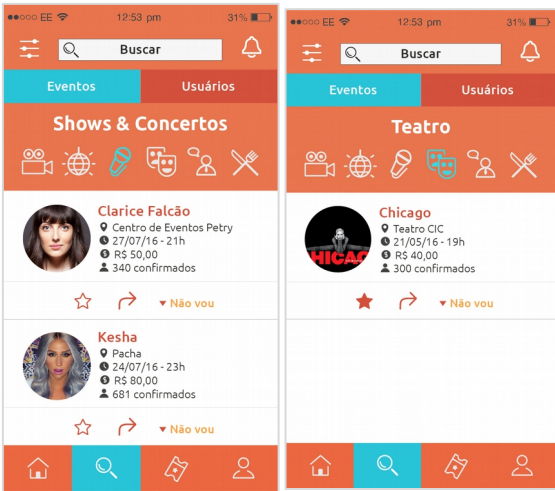 EE 12:53 pm 31%
Buscar
Eventos Usuários
Shows & Concertos
Clarice Falcão
Centro de Eventos Petry
27/07/16 - 21h
R$ 50,00
340 confirmados
Não vou
Kesha
Pacha
24/07/16 - 23h
R$ 80,00
681 confirmados
Não vou
EE 12:53 pm 31%
Buscar
Eventos Usuários
Teatro
HICAG
Chicago
Teatro CIC
21/05/16 - 19h
R$ 40,00
300 confirmados
Não vou